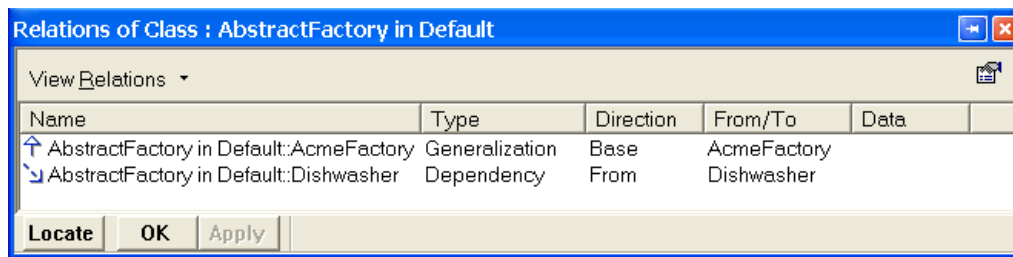 Relations of Class : AbstractFactory in Default
View Relations
Name Type Direction From/To Data
AbstractFactory in Default::AcmeFactory Generalization Base AcmeFactory
AbstractFactory in Default::Dishwasher Dependency From Dishwasher
Locate OK Apply